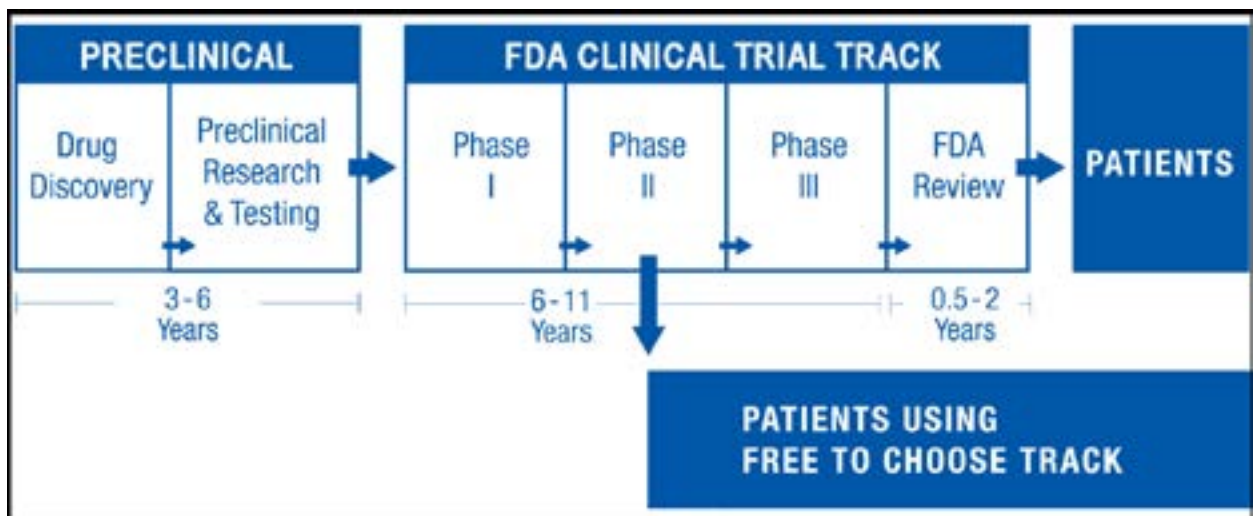 PRECLINICAL
Drug
Discovery
Preclinical
Research
& Testing
3-6
Years
FDA CLINICAL TRIAL TRACK
Phase
I
Phase
II
Phase
III
FDA
Review
6-11
Years
0.5-2
Years
PATIENTS
PATIENTS USING
FREE TO CHOOSE TRACK